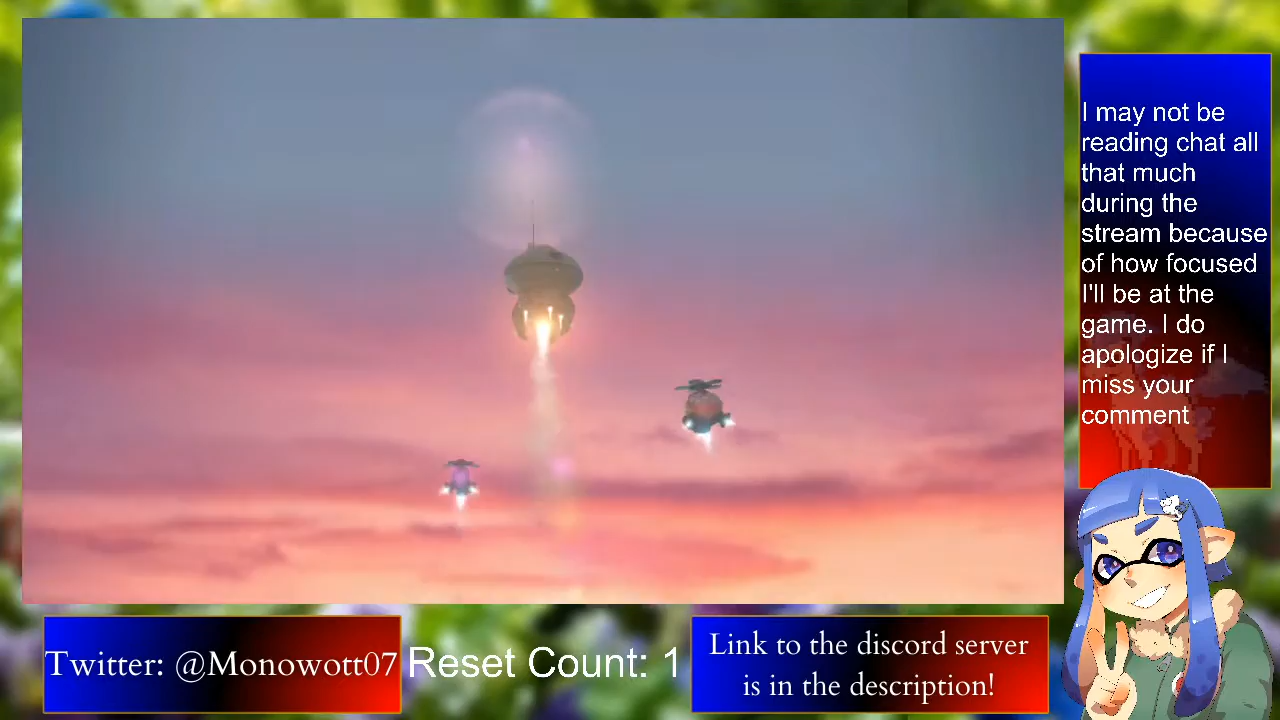 I may not be
reading chat all
that much
during the
stream because
of how focused
I'll be at the
game. I do
apologize if I
miss your
comment
Twitter: @Monowott07
Reset Count: 1
Link to the discord server
is in the description!